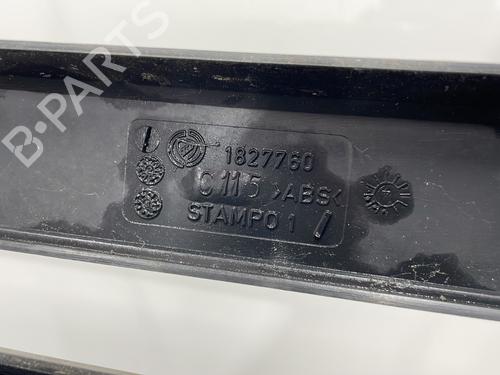 B-PARTS
1827760
C115 >ABS<
STAMPO 1 /